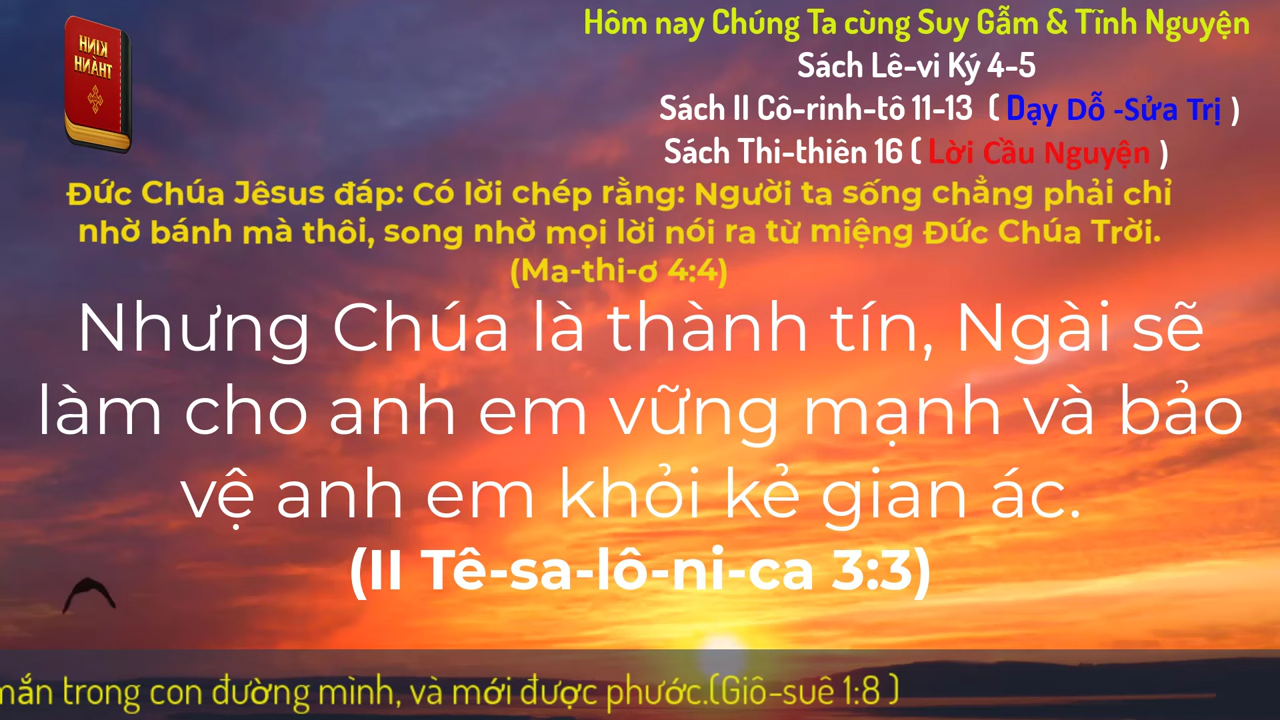 KINH
THÁNH
Hôm nay Chúng Ta cùng Suy Gẫm & Tĩnh Nguyện
Sách Lê-vi Ký 4-5
Sách II Cô-rinh-tô 11-13 ( Dạy Dỗ -Sửa Trị )
Sách Thi-thiên 16 ( Lời Cầu Nguyện )
Đức Chúa Jêsus đáp: Có lời chép rằng: Người ta sống chẳng phải chỉ
nhờ bánh mà thôi, song nhờ mọi lời nói ra từ miệng Đức Chúa Trời.
(Ma-thi-ơ 4:4)
Nhưng Chúa là thành tín, Ngài sẽ
làm cho anh em vững mạnh và bảo
vệ anh em khỏi kẻ gian ác.
(II Tê-sa-lô-ni-ca 3:3)
trong con đường mình, và mới được phước.(Giô-suê 1:8 )